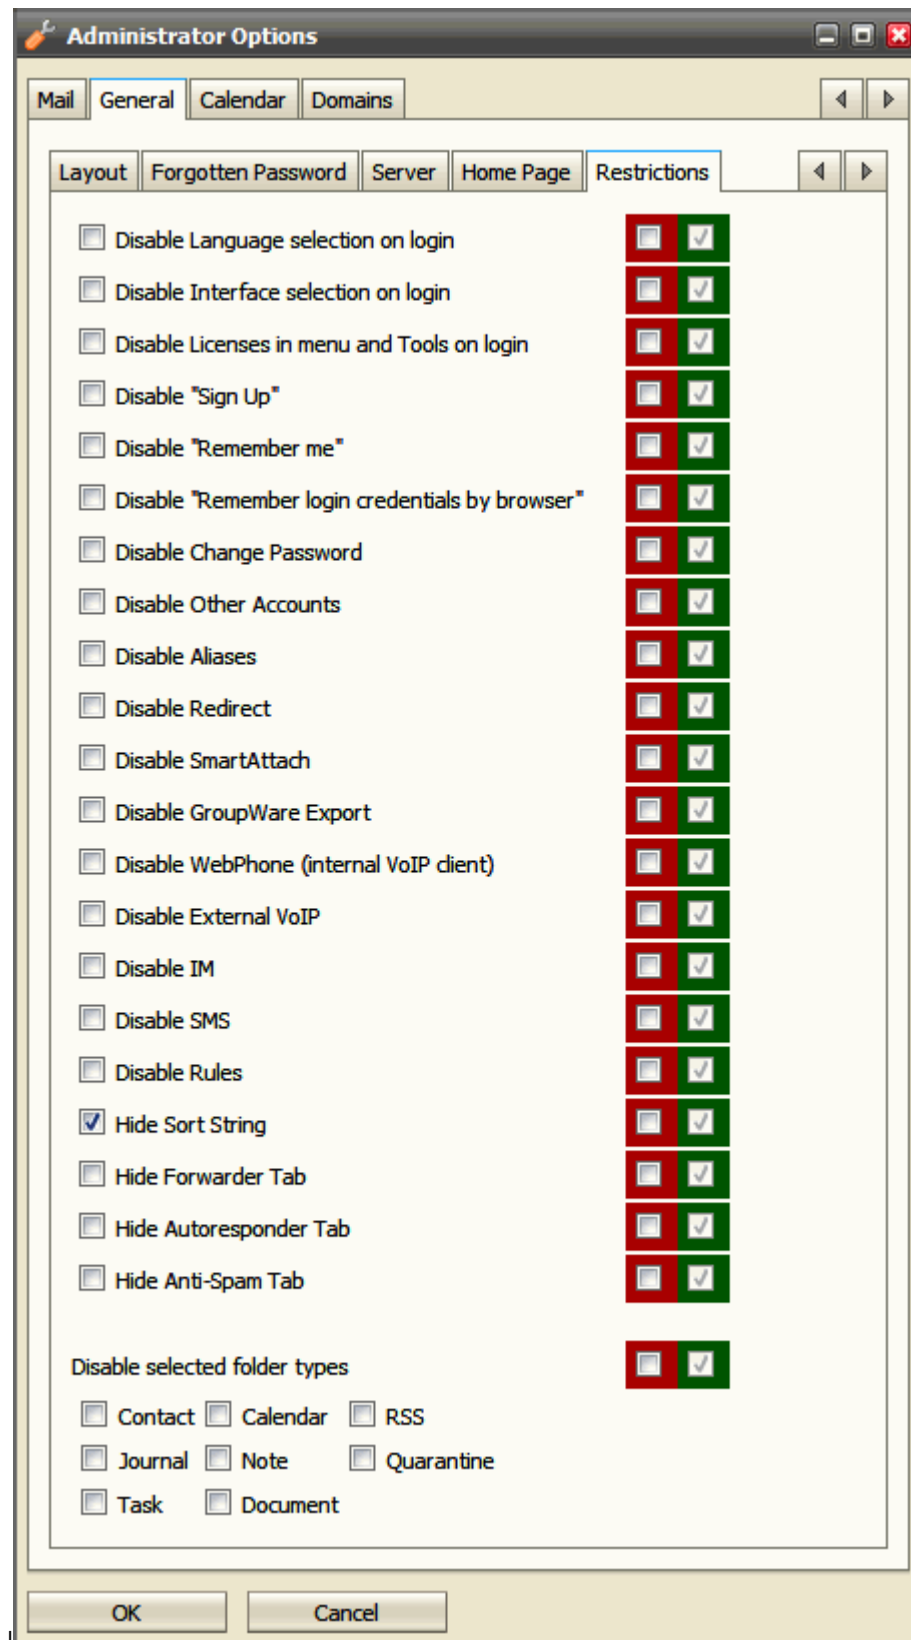 Administrator Options
Mail General Calendar Domains
Layout Forgotten Password Server Home Page Restrictions
Disable Language selection on login
Disable Interface selection on login
Disable Licenses in menu and Tools on login
Disable "Sign Up"
Disable "Remember me"
Disable "Remember login credentials by browser"
Disable Change Password
Disable Other Accounts
Disable Aliases
Disable Redirect
Disable SmartAttach
Disable GroupWare Export
Disable WebPhone (internal VoIP client)
Disable External VoIP
Disable IM
Disable SMS
Disable Rules
Hide Sort String
Hide Forwarder Tab
Hide Autoresponder Tab
Hide Anti-Spam Tab
Disable selected folder types
Contact Calendar RSS
Journal Note Quarantine
Task Document
OK Cancel